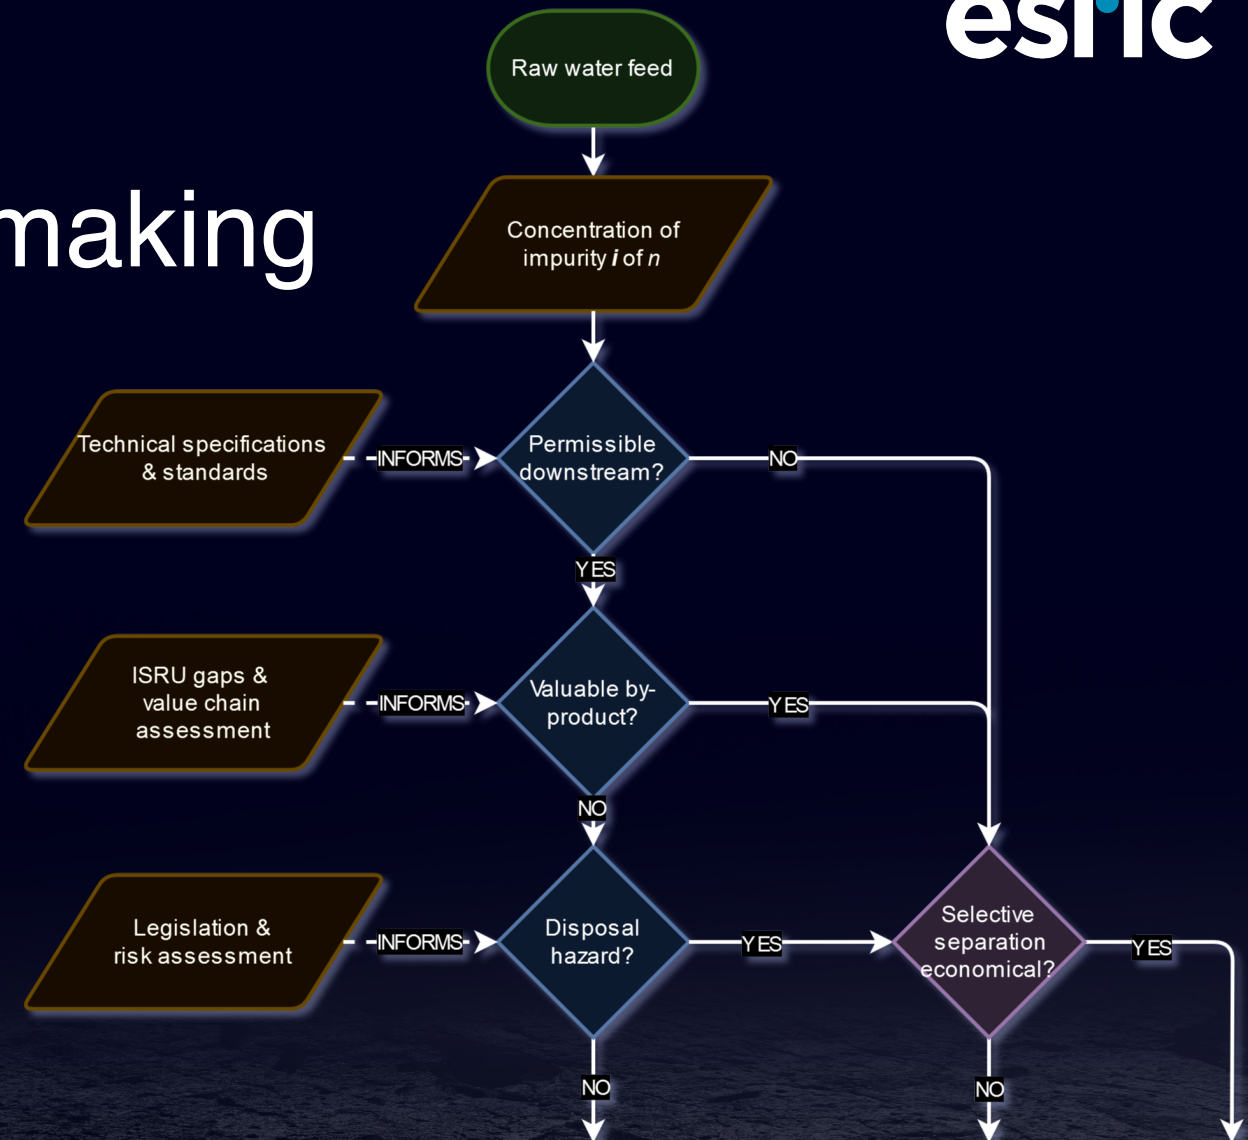 esric
Raw water feed
making
Concentration of
impurity i of n
Technical specifications
& standards
INFORMS
Permissible
downstream?
NO
YES
ISRU gaps &
value chain
assessment
INFORMS
Valuable by-
product?
YES
NO
Legislation &
risk assessment
INFORMS
Disposal
hazard?
YES
Selective
separation
economical?
YES
NO
NO